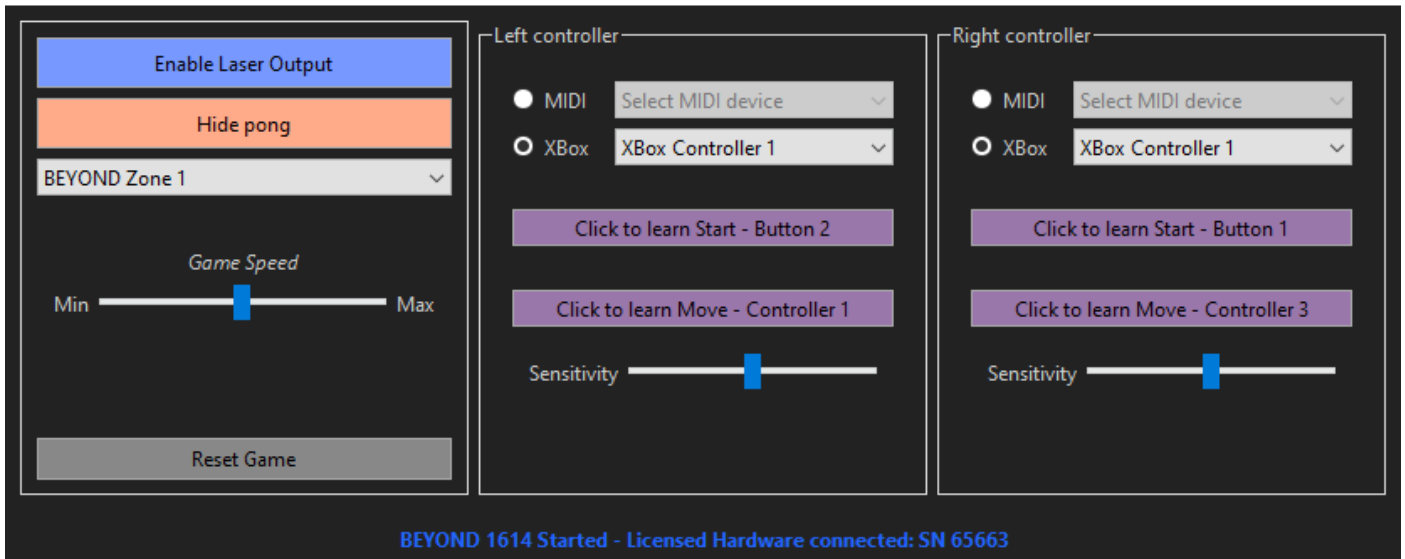 Enable Laser Output
Hide pong
BEYOND Zone 1
Game Speed
Min Max
Reset Game
Left controller
MIDI Select MIDI device
XBox XBox Controller 1
Click to learn Start - Button 2
Click to learn Move - Controller 1
Sensitivity
Right controller
MIDI Select MIDI device
XBox XBox Controller 1
Click to learn Start - Button 1
Click to learn Move - Controller 3
Sensitivity
BEYOND 1614 Started - Licensed Hardware connected: SN 65663